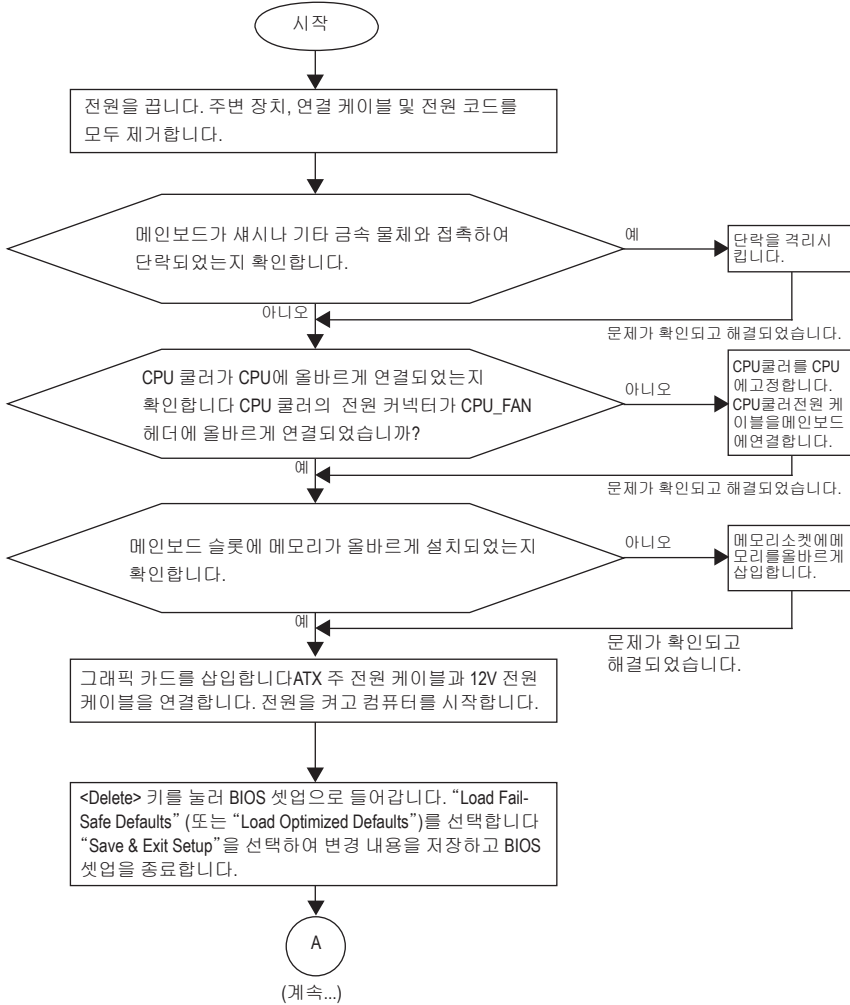 시작
전원을 끕니다. 주변 장치, 연결 케이블 및 전원 코드를
모두 제거합니다.
메인보드가 섀시나 기타 금속 물체와 접촉하여
단락되었는지 확인합니다.
예
단락을 격리시
킵니다.
아니오
문제가 확인되고 해결되었습니다.
CPU 쿨러가 CPU에 올바르게 연결되었는지
확인합니다 CPU 쿨러의 전원 커넥터가 CPU_FAN
헤더에 올바르게 연결되었습니까?
아니오
CPU쿨러를 CPU
에고정합니다.
CPU쿨러전원 케
이블을메인보드
에연결합니다.
예
문제가 확인되고 해결되었습니다.
메인보드 슬롯에 메모리가 올바르게 설치되었는지
확인합니다.
아니오
메모리소켓에메
모리를올바르게
삽입합니다.
예
문제가 확인되고
해결되었습니다.
그래픽 카드를 삽입합니다ATX 주 전원 케이블과 12V 전원
케이블을 연결합니다. 전원을 켜고 컴퓨터를 시작합니다.
<Delete> 키를 눌러 BIOS 셋업으로 들어갑니다. “Load Fail-
Safe Defaults” (또는 “Load Optimized Defaults”)를 선택합니다
“Save & Exit Setup”을 선택하여 변경 내용을 저장하고 BIOS
셋업을 종료합니다.
A
(계속...)